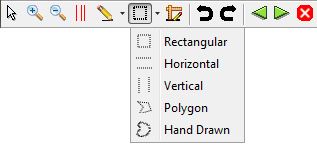 Rectangular
Horizontal
Vertical
Polygon
Hand Drawn